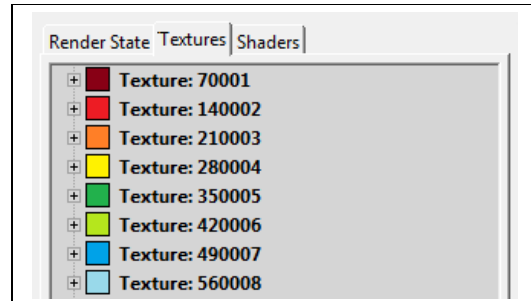 Render State Textures Shaders
Texture: 70001
Texture: 140002
Texture: 210003
Texture: 280004
Texture: 350005
Texture: 420006
Texture: 490007
Texture: 560008